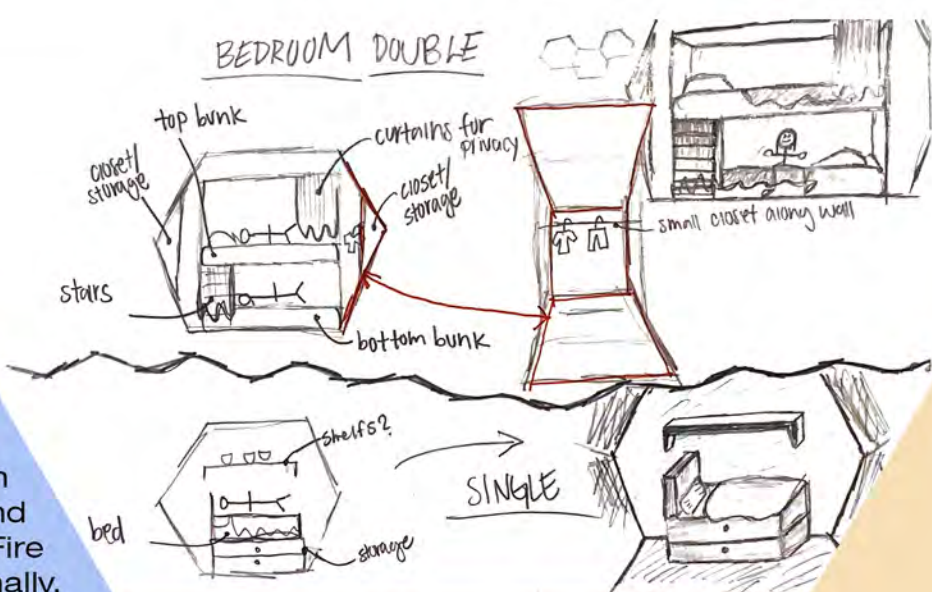 BEDROOM DOUBLE
top bunk
curtains for
privacy
closet/
storage
closet/
storage
small closet along wall
stairs
bottom bunk
shelfs?
SINGLE
bed
storage
nd
Fire
nally.